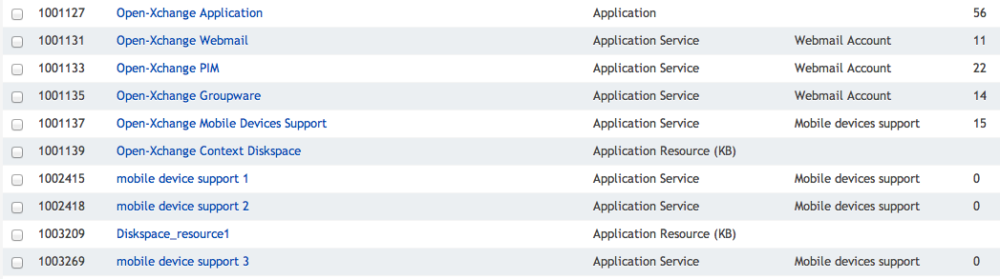 1001127 Open-Xchange Application Application 56
1001131 Open-Xchange Webmail Application Service Webmail Account 11
1001133 Open-Xchange PIM Application Service Webmail Account 22
1001135 Open-Xchange Groupware Application Service Webmail Account 14
1001137 Open-Xchange Mobile Devices Support Application Service Mobile devices support 15
1001139 Open-Xchange Context Diskspace Application Resource (KB)
1002415 mobile device support 1 Application Service Mobile devices support 0
1002418 mobile device support 2 Application Service Mobile devices support 0
1003209 Diskspace_resource1 Application Resource (KB)
1003269 mobile device support 3 Application Service Mobile devices support 0